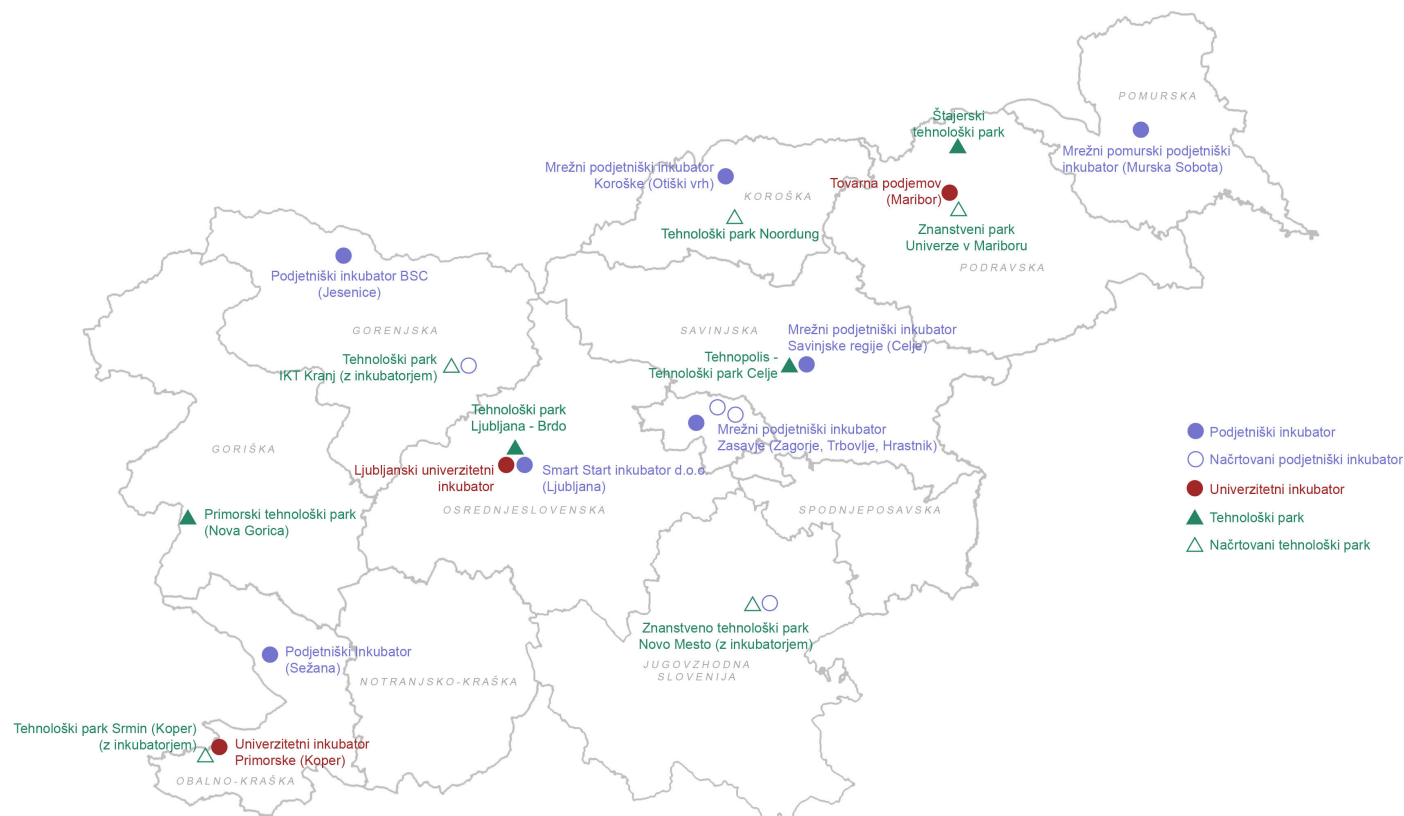 POMURSKA
Štajerski
tehnološki park
Mrežni pomurski podjetniški
inkubator (Murska Sobota)
Mrežni podjetniški inkubator
Koroške (Otiški vrh)
KOROŠKA
Tovarna podjemov
(Maribor)
Tehnološki park Noordung
Znanstveni park
Univerze v Mariboru
PODRAVSKA
Podjetniški inkubator BSC
(Jesenice)
GORENJSKA
SAVINJSKA
Mrežni podjetniški inkubator
Savinjske regije (Celje)
Tehnološki park
IKT Kranj (z inkubatorjem)
Tehnopolis -
Tehnološki park Celje
Tehnološki park
Ljubljana - Brdo
Mrežni podjetniški inkubator
Zasavje (Zagorje, Trbovlje, Hrastnik)
GORIŠKA
Ljubljanski univerzitetni
inkubator
Smart Start inkubator d.o.o.
(Ljubljana)
OSREDNJESLOVENSKA
SPODNJEPOSAVSKA
Podjetniški inkubator
Načrtovani podjetniški inkubator
Univerzitetni inkubator
Tehnološki park
Načrtovani tehnološki park
Primorski tehnološki park
(Nova Gorica)
Znanstveno tehnološki park
Novo Mesto (z inkubatorjem)
JUGOVZHODNA
SLOVENIJA
Podjetniški Inkubator
(Sežana)
NOTRANJSKO-KRAŠKA
Tehnološki park Srmin (Koper)
(z inkubatorjem)
Univerzitetni inkubator
Primorske (Koper)
OBALNO-KRAŠKA